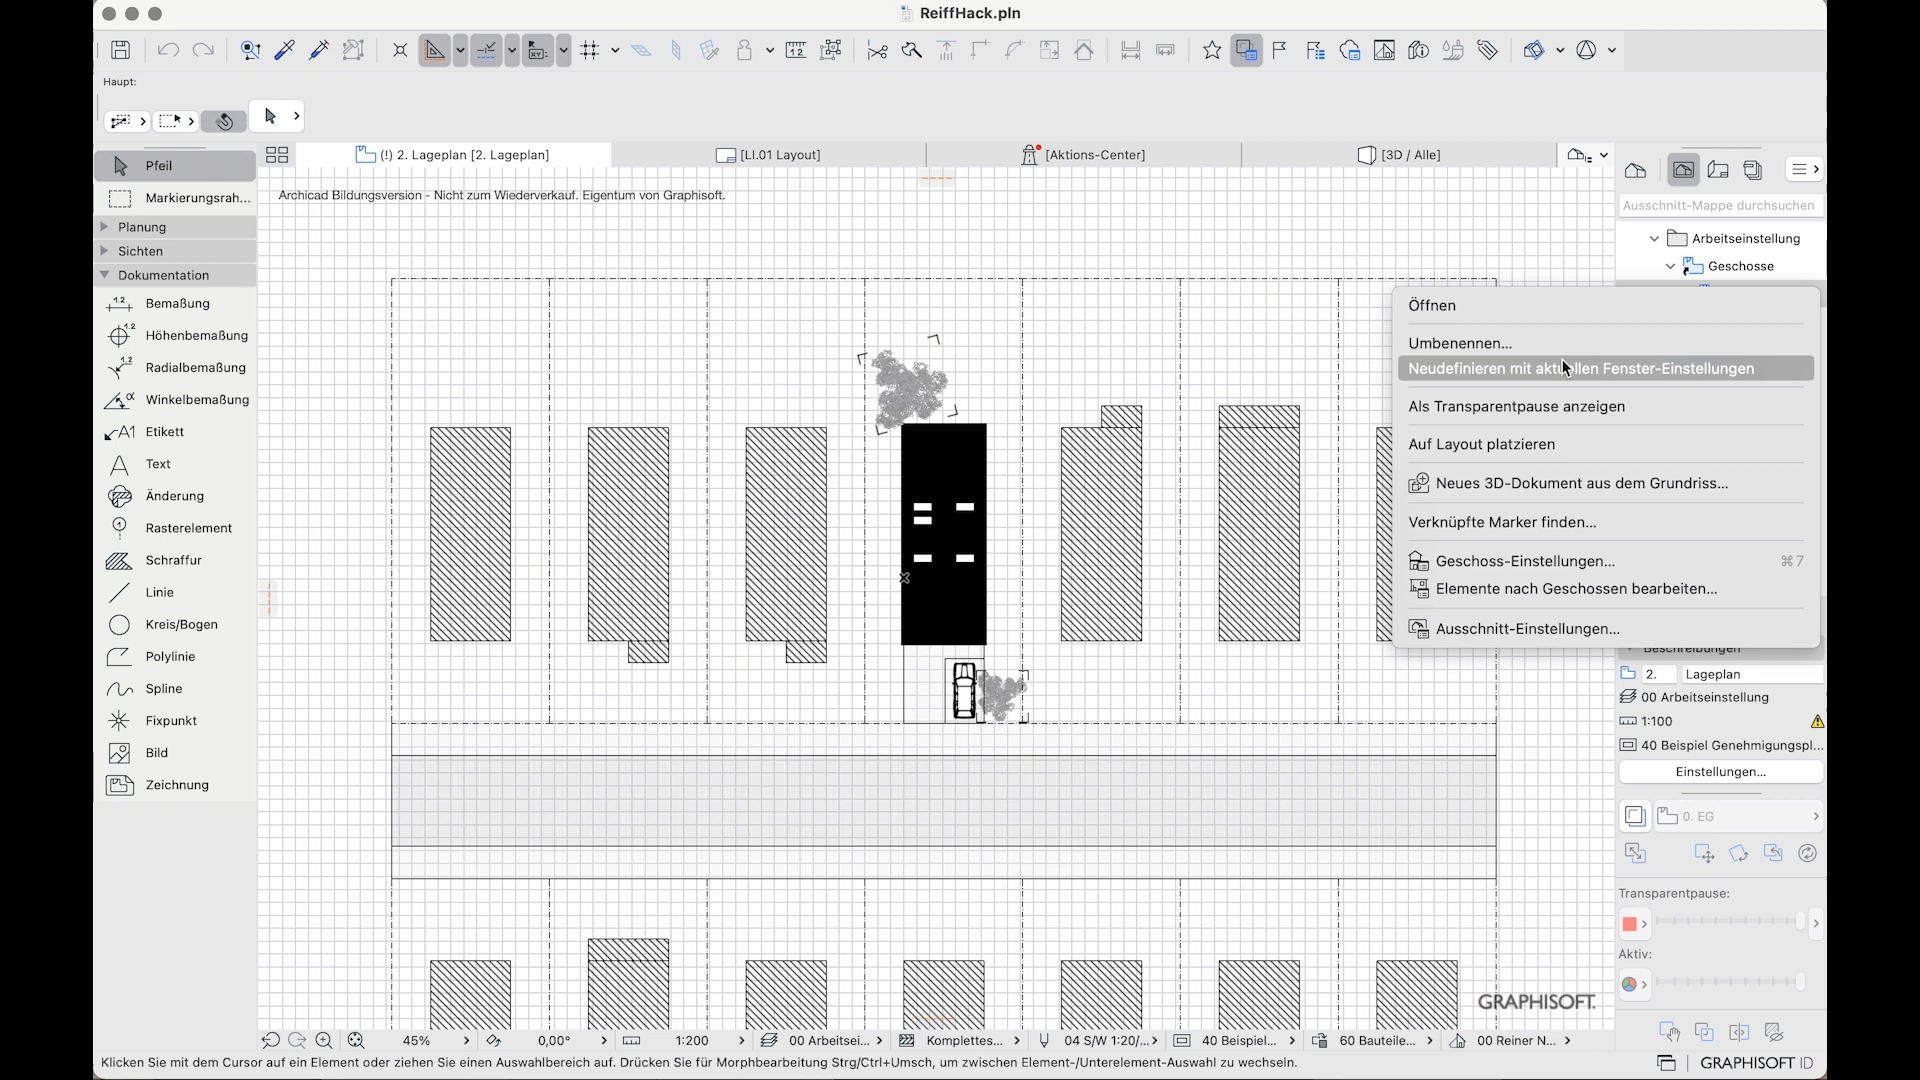 ReiffHack.pln
Haupt:
(!) 2. Lageplan [2. Lageplan]
[LI.01 Layout]
[Aktions-Center]
[3D / Alle]
Pfeil
Markierungsrah...
Planung
Sichten
Dokumentation
Bemaßung
Höhenbemaßung
Radialbemaßung
Winkelbemaßung
Etikett
Text
Änderung
Rasterelement
Schraffur
Linie
Kreis/Bogen
Polylinie
Spline
Fixpunkt
Bild
Zeichnung
Archicad Bildungsversion - Nicht zum Wiederverkauf. Eigentum von Graphisoft.
Ausschnitt-Mappe durchsuchen
Arbeitseinstellung
Geschosse
Öffnen
Umbenennen...
Neudefinieren mit aktuellen Fenster-Einstellungen
Als Transparentpause anzeigen
Auf Layout platzieren
Neues 3D-Dokument aus dem Grundriss...
Verknüpfte Marker finden...
Geschoss-Einstellungen... ⌘7
Elemente nach Geschossen bearbeiten...
Ausschnitt-Einstellungen...
Beschreibungen
2. Lageplan
00 Arbeitseinstellung
1:100
40 Beispiel Genehmigungspl...
Einstellungen...
0. EG
Transparentpause:
Aktiv:
GRAPHISOFT.
45% 0,00° 1:200 00 Arbeitsei... Komplettes... 04 S/W 1:20/... 40 Beispiel... 60 Bauteile... 00 Reiner N...
Klicken Sie mit dem Cursor auf ein Element oder ziehen Sie einen Auswahlbereich auf. Drücken Sie für Morphbearbeitung Strg/Ctrl+Umsch, um zwischen Element-/Unterelement-Auswahl zu wechseln.
GRAPHISOFT ID